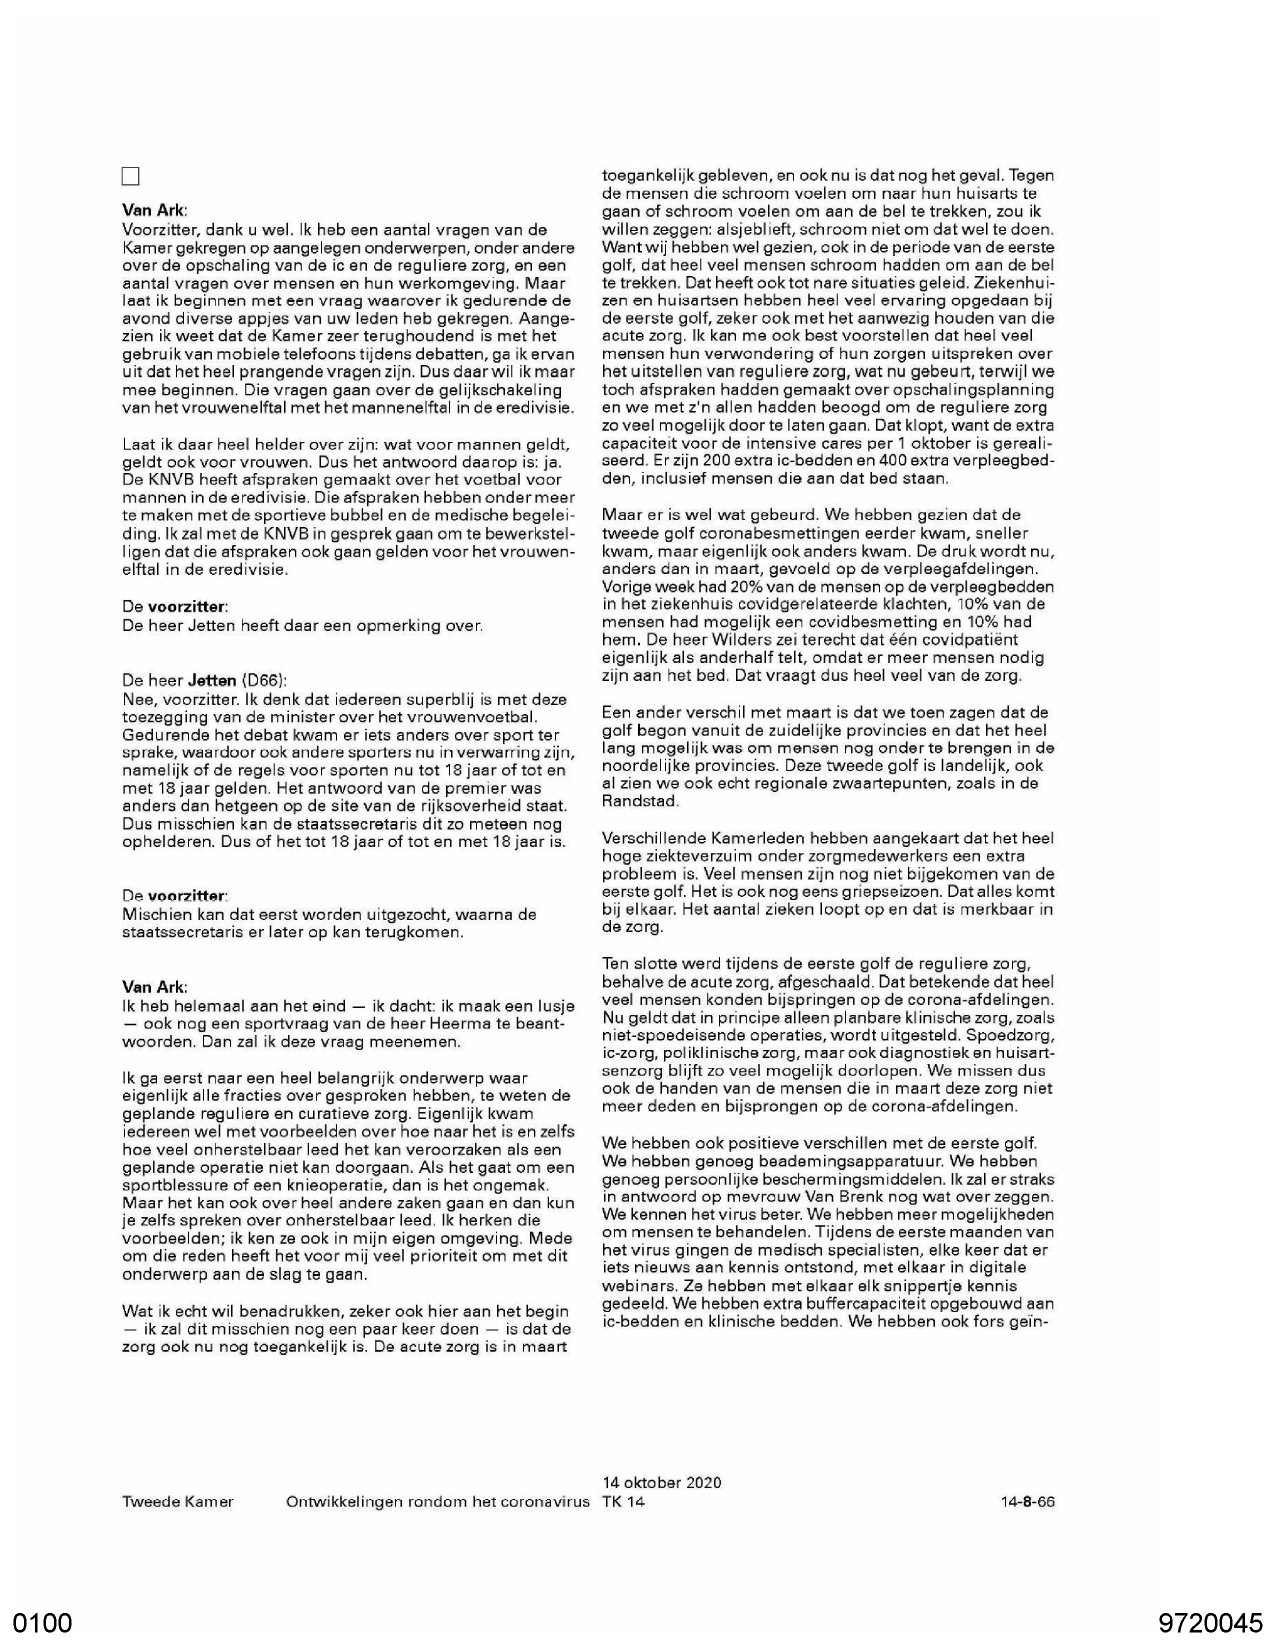 Van Ark:
Voorzitter, dank u wel. Ik heb een aantal vragen van de
Kamer gekregen op aangelegen onderwerpen, onder andere
over de opschaling van de ic en de reguliere zorg, en een
aantal vragen over mensen en hun werkomgeving. Maar
laat ik beginnen met een vraag waarover ik gedurende de
avond diverse appjes van uw leden heb gekregen. Aange-
zien ik weet dat de Kamer zeer terughoudend is met het
gebruik van mobiele telefoons tijdens debatten, ga ik ervan
uit dat het heel prangende vragen zijn. Dus daar wil ik maar
mee beginnen. Die vragen gaan over de gelijkschakeling
van het vrouwenelftal met het mannenelftal in de eredivisie.
Laat ik daar heel helder over zijn: wat voor mannen geldt,
geldt ook voor vrouwen. Dus het antwoord daarop is: ja.
De KNVB heeft afspraken gemaakt over het voetbal voor
mannen in de eredivisie. Die afspraken hebben onder meer
te maken met de sportieve bubbel en de medische begelei-
ding. Ik zal met de KNVB in gesprek gaan om te bewerkstel-
ligen dat die afspraken ook gaan gelden voor het vrouwen-
elftal in de eredivisie.
De voorzitter:
De heer Jetten heeft daar een opmerking over.
De heer Jetten (D66):
Nee, voorzitter. Ik denk dat iedereen superblij is met deze
toezegging van de minister over het vrouwenvoetbal.
Gedurende het debat kwam er iets anders over sport ter
sprake, waardoor ook andere sporters nu in verwarring zijn,
namelijk of de regels voor sporten nu tot 18 jaar of tot en
met 18 jaar gelden. Het antwoord van de premier was
anders dan hetgeen op de site van de rijksoverheid staat.
Dus misschien kan de staatssecretaris dit zo meteen nog
ophelderen. Dus of het tot 18 jaar of tot en met 18 jaar is.
De voorzitter:
Mischien kan dat eerst worden uitgezocht, waarna de
staatssecretaris er later op kan terugkomen.
Van Ark:
Ik heb helemaal aan het eind — ik dacht: ik maak een lusje
— ook nog een sportvraag van de heer Heerma te beant-
woorden. Dan zal ik deze vraag meenemen.
Ik ga eerst naar een heel belangrijk onderwerp waar
eigenlijk alle fracties over gesproken hebben, te weten de
geplande reguliere en curatieve zorg. Eigenlijk kwam
iedereen wel met voorbeelden over hoe naar het is en zelfs
hoe veel onherstelbaar leed het kan veroorzaken als een
geplande operatie niet kan doorgaan. Als het gaat om een
sportblessure of een knieoperatie, dan is het ongemak.
Maar het kan ook over heel andere zaken gaan en dan kun
je zelfs spreken over onherstelbaar leed. Ik herken die
voorbeelden; ik ken ze ook in mijn eigen omgeving. Mede
om die reden heeft het voor mij veel prioriteit om met dit
onderwerp aan de slag te gaan.
Wat ik echt wil benadrukken, zeker ook hier aan het begin
— ik zal dit misschien nog een paar keer doen — is dat de
zorg ook nu nog toegankelijk is. De acute zorg is in maart
toegankelijk gebleven, en ook nu is dat nog het geval. Tegen
de mensen die schroom voelen om naar hun huisarts te
gaan of schroom voelen om aan de bel te trekken, zou ik
willen zeggen: alsjeblieft, schroom niet om dat wel te doen.
Want wij hebben wel gezien, ook in de periode van de eerste
golf, dat heel veel mensen schroom hadden om aan de bel
te trekken. Dat heeft ook tot nare situaties geleid. Ziekenhui-
zen en huisartsen hebben heel veel ervaring opgedaan bij
de eerste golf, zeker ook met het aanwezig houden van die
acute zorg. Ik kan me ook best voorstellen dat heel veel
mensen hun verwondering of hun zorgen uitspreken over
het uitstellen van reguliere zorg, wat nu gebeurt, terwijl we
toch afspraken hadden gemaakt over opschalingsplanning
en we met z'n allen hadden beoogd om de reguliere zorg
zo veel mogelijk door te laten gaan. Dat klopt, want de extra
capaciteit voor de intensive cares per 1 oktober is gereali-
seerd. Er zijn 200 extra ic-bedden en 400 extra verpleegbed-
den, inclusief mensen die aan dat bed staan.
Maar er is wel wat gebeurd. We hebben gezien dat de
tweede golf coronabesmettingen eerder kwam, sneller
kwam, maar eigenlijk ook anders kwam. De druk wordt nu,
anders dan in maart, gevoeld op de verpleegafdelingen.
Vorige week had 20% van de mensen op de verpleegbedden
in het ziekenhuis covidgerelateerde klachten, 10% van de
mensen had mogelijk een covidbesmetting en 10% had
hem. De heer Wilders zei terecht dat één covidpatiënt
eigenlijk als anderhalf telt, omdat er meer mensen nodig
zijn aan het bed. Dat vraagt dus heel veel van de zorg.
Een ander verschil met maart is dat we toen zagen dat de
golf begon vanuit de zuidelijke provincies en dat het heel
lang mogelijk was om mensen nog onder te brengen in de
noordelijke provincies. Deze tweede golf is landelijk, ook
al zien we ook echt regionale zwaartepunten, zoals in de
Randstad.
Verschillende Kamerleden hebben aangekaart dat het heel
hoge ziekteverzuim onder zorgmedewerkers een extra
probleem is. Veel mensen zijn nog niet bijgekomen van de
eerste golf. Het is ook nog eens griepseizoen. Dat alles komt
bij elkaar. Het aantal zieken loopt op en dat is merkbaar in
de zorg.
Ten slotte werd tijdens de eerste golf de reguliere zorg,
behalve de acute zorg, afgeschaald. Dat betekende dat heel
veel mensen konden bijspringen op de corona-afdelingen.
Nu geldt dat in principe alleen planbare klinische zorg, zoals
niet-spoedeisende operaties, wordt uitgesteld. Spoedzorg,
ic-zorg, poliklinische zorg, maar ook diagnostiek en huisart-
senzorg blijft zo veel mogelijk doorlopen. We missen dus
ook de handen van de mensen die in maart deze zorg niet
meer deden en bijsprongen op de corona-afdelingen.
We hebben ook positieve verschillen met de eerste golf.
We hebben genoeg beademingsapparatuur. We hebben
genoeg persoonlijke beschermingsmiddelen. Ik zal er straks
in antwoord op mevrouw Van Brenk nog wat over zeggen.
We kennen het virus beter. We hebben meer mogelijkheden
om mensen te behandelen. Tijdens de eerste maanden van
het virus gingen de medisch specialisten, elke keer dat er
iets nieuws aan kennis ontstond, met elkaar in digitale
webinars. Ze hebben met elkaar elk snippertje kennis
gedeeld. We hebben extra buffercapaciteit opgebouwd aan
ic-bedden en klinische bedden. We hebben ook fors geïn-
14 oktober 2020
Tweede Kamer Ontwikkelingen rondom het coronavirus TK 14 14-8-66
0100 9720045